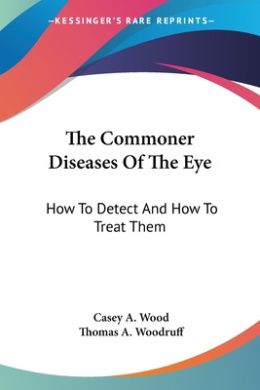 •KESSINGER'S RARE REPRINTS•
The Commoner
Diseases Of The Eye
How To Detect And How To
Treat Them
Casey A. Wood
Thomas A. Woodruff